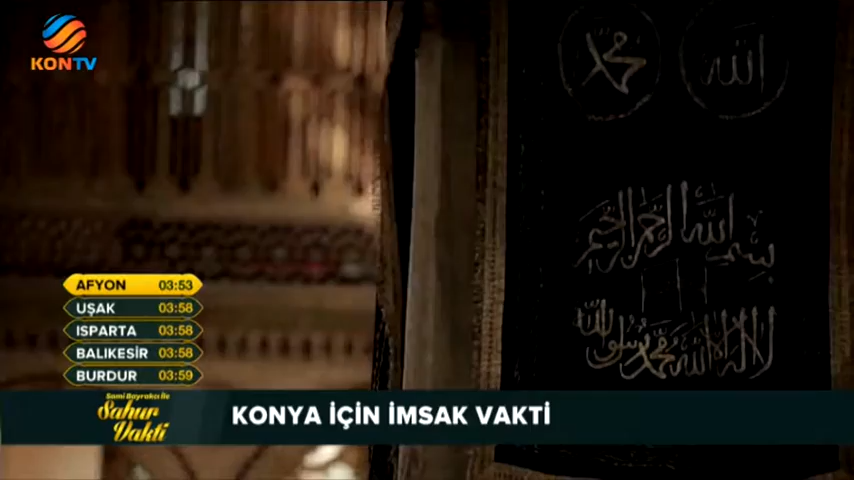 KONTV
محمد
الله
بسم الله الرحمن الرحيم
لا اله الا الله محمد رسول الله
AFYON 03:53
UŞAK 03:58
ISPARTA 03:58
BALIKESİR 03:58
BURDUR 03:59
Sami Bayrakcı İle
Sahur
Vakti
KONYA İÇİN İMSAK VAKTİ